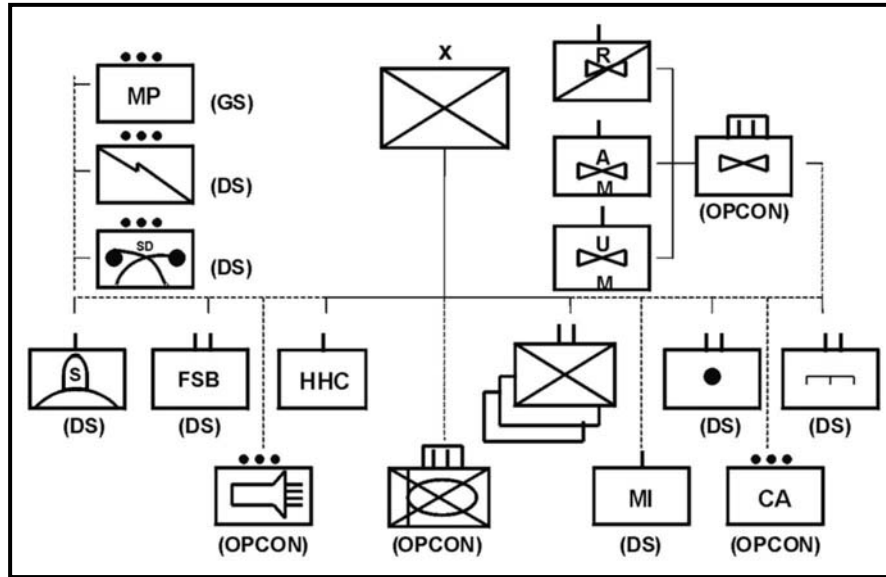 X
MP
(GS)
(DS)
SD
(DS)
R
A
M
U
M
(OPCON)
S
(DS)
FSB
(DS)
HHC
(DS)
(DS)
(OPCON)
(OPCON)
MI
(DS)
CA
(OPCON)